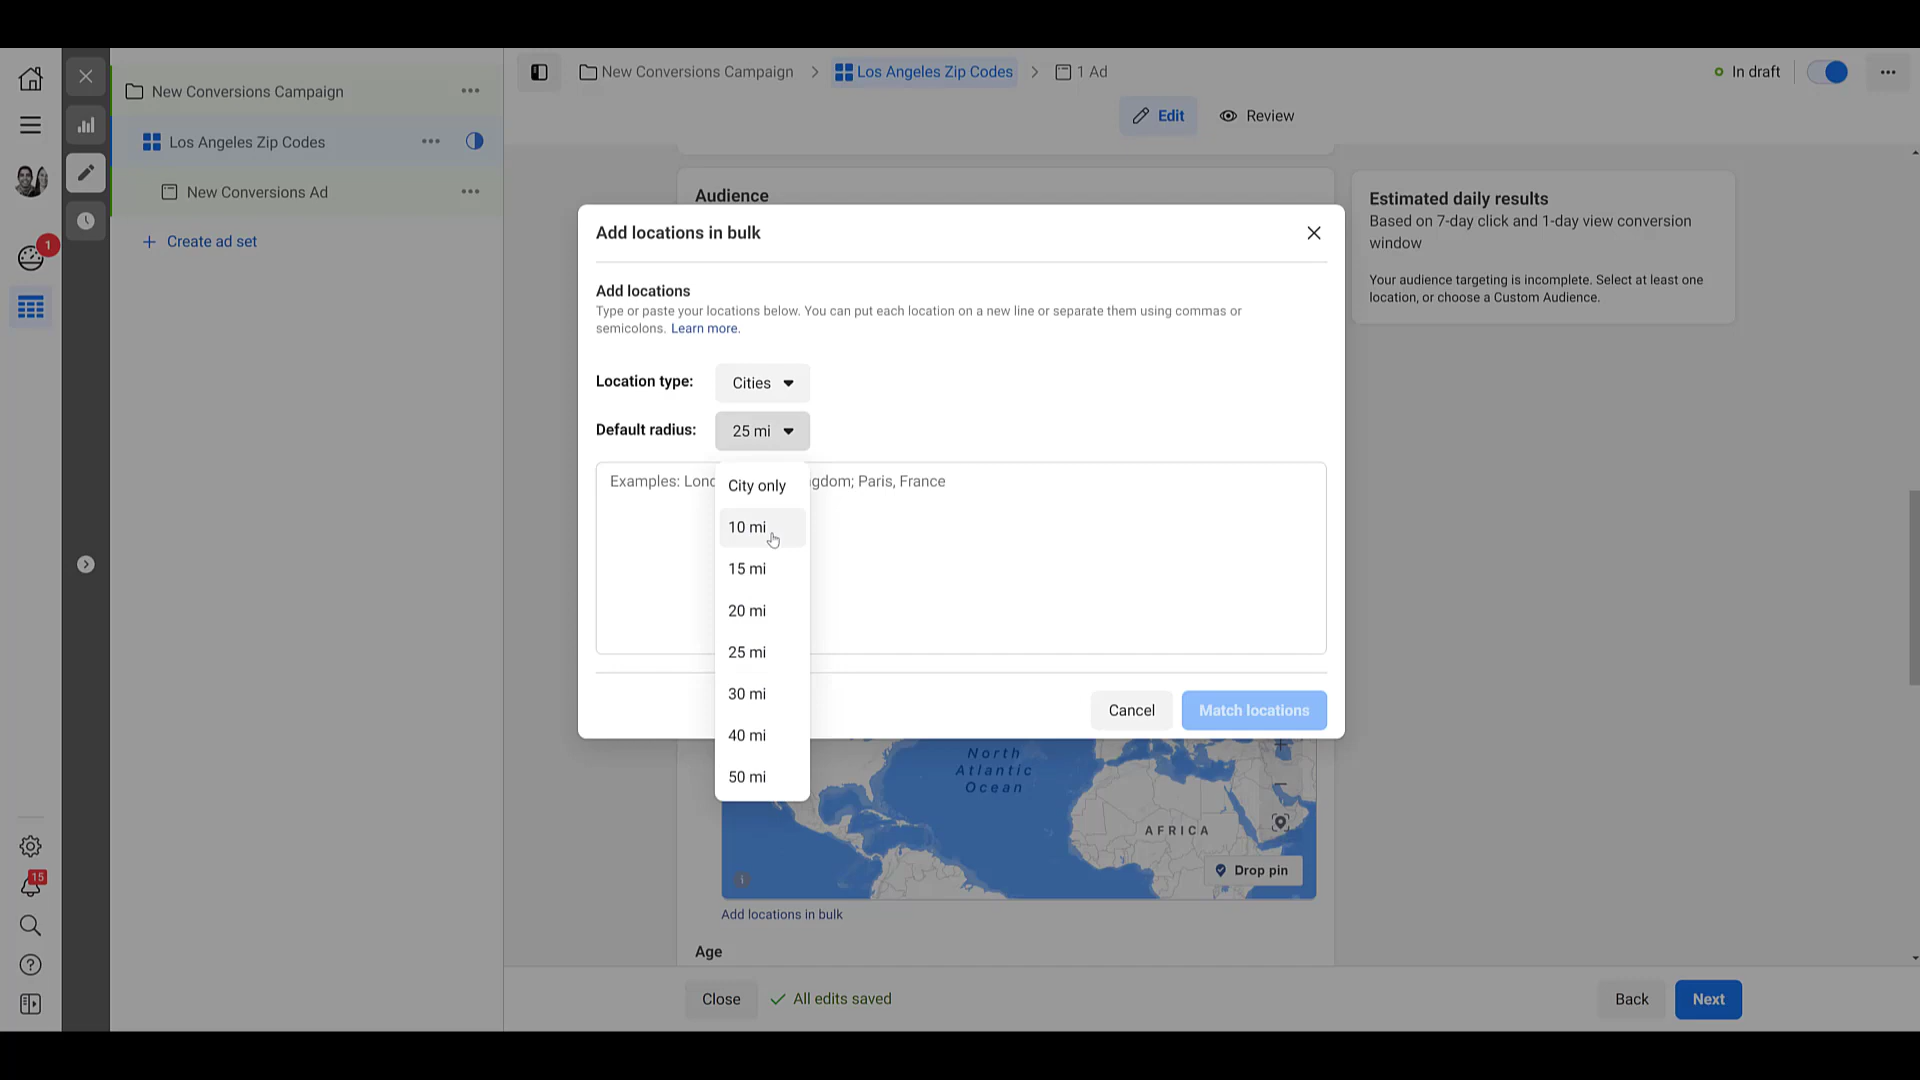 New Conversions Campaign
Los Angeles Zip Codes
New Conversions Ad
Create ad set
1
15
New Conversions Campaign
Los Angeles Zip Codes
1 Ad
In draft
Edit
Review
Audience
Add locations in bulk
Add locations
Type or paste your locations below. You can put each location on a new line or separate them using commas or
semicolons. Learn more.
Location type:
Cities
Default radius:
25 mi
Examples:
Paris, France
City only
10 mi
15 mi
20 mi
25 mi
30 mi
40 mi
50 mi
Cancel
Match locations
North
Atlantic
Ocean
AFRICA
Drop pin
Add locations in bulk
Age
Estimated daily results
Based on 7-day click and 1-day view conversion
window
Your audience targeting is incomplete. Select at least one
location, or choose a Custom Audience.
Close
All edits saved
Back
Next